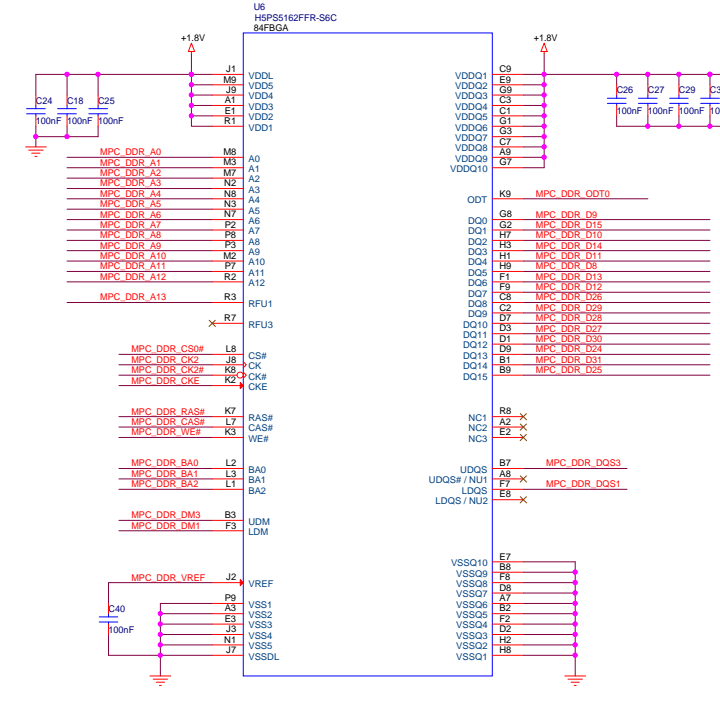 U6
H5PS5162FFR-S6C
84FBGA
+1.8V
+1.8V
J1 VDDL
M9 VDD5
J9 VDD4
A1 VDD3
E1 VDD2
R1 VDD1
C24 100nF
C18 100nF
C25 100nF
C9 VDDQ1
E9 VDDQ2
G9 VDDQ3
C3 VDDQ4
C1 VDDQ5
G1 VDDQ6
G3 VDDQ7
C7 VDDQ8
A9 VDDQ9
G7 VDDQ10
C26 100nF
C27 100nF
C29 100nF
C3
10
MPC_DDR_A0 M8 A0
MPC_DDR_A1 M3 A1
MPC_DDR_A2 M7 A2
MPC_DDR_A3 N2 A3
MPC_DDR_A4 N8 A4
MPC_DDR_A5 N3 A5
MPC_DDR_A6 N7 A6
MPC_DDR_A7 P2 A7
MPC_DDR_A8 P8 A8
MPC_DDR_A9 P3 A9
MPC_DDR_A10 M2 A10
MPC_DDR_A11 P7 A11
MPC_DDR_A12 R2 A12
MPC_DDR_A13 R3 RFU1
R7 RFU3
MPC_DDR_CS0# L8 CS#
MPC_DDR_CK2 J8 CK
MPC_DDR_CK2# K8 CK#
MPC_DDR_CKE K2 CKE
MPC_DDR_RAS# K7 RAS#
MPC_DDR_CAS# L7 CAS#
MPC_DDR_WE# K3 WE#
MPC_DDR_BA0 L2 BA0
MPC_DDR_BA1 L3 BA1
MPC_DDR_BA2 L1 BA2
MPC_DDR_DM3 B3 UDM
MPC_DDR_DM1 F3 LDM
MPC_DDR_VREF J2 VREF
C40 100nF
P9 VSS1
A3 VSS2
E3 VSS3
J3 VSS4
N1 VSS5
J7 VSSDL
ODT K9 MPC_DDR_ODT0
DQ0 G8 MPC_DDR_D9
DQ1 G2 MPC_DDR_D15
DQ2 H7 MPC_DDR_D10
DQ3 H3 MPC_DDR_D14
DQ4 H1 MPC_DDR_D11
DQ5 H9 MPC_DDR_D8
DQ6 F1 MPC_DDR_D13
DQ7 F9 MPC_DDR_D12
DQ8 C8 MPC_DDR_D26
DQ9 C2 MPC_DDR_D29
DQ10 D7 MPC_DDR_D28
DQ11 D3 MPC_DDR_D27
DQ12 D1 MPC_DDR_D30
DQ13 D9 MPC_DDR_D24
DQ14 B1 MPC_DDR_D31
DQ15 B9 MPC_DDR_D25
NC1 R8
NC2 A2
NC3 E2
UDQS B7 MPC_DDR_DQS3
UDQS# / NU1 A8
LDQS F7 MPC_DDR_DQS1
LDQS / NU2 E8
VSSQ10 E7
VSSQ9 B8
VSSQ8 F8
VSSQ7 D8
VSSQ6 A7
VSSQ5 B2
VSSQ4 F2
VSSQ3 D2
VSSQ2 H2
VSSQ1 H8